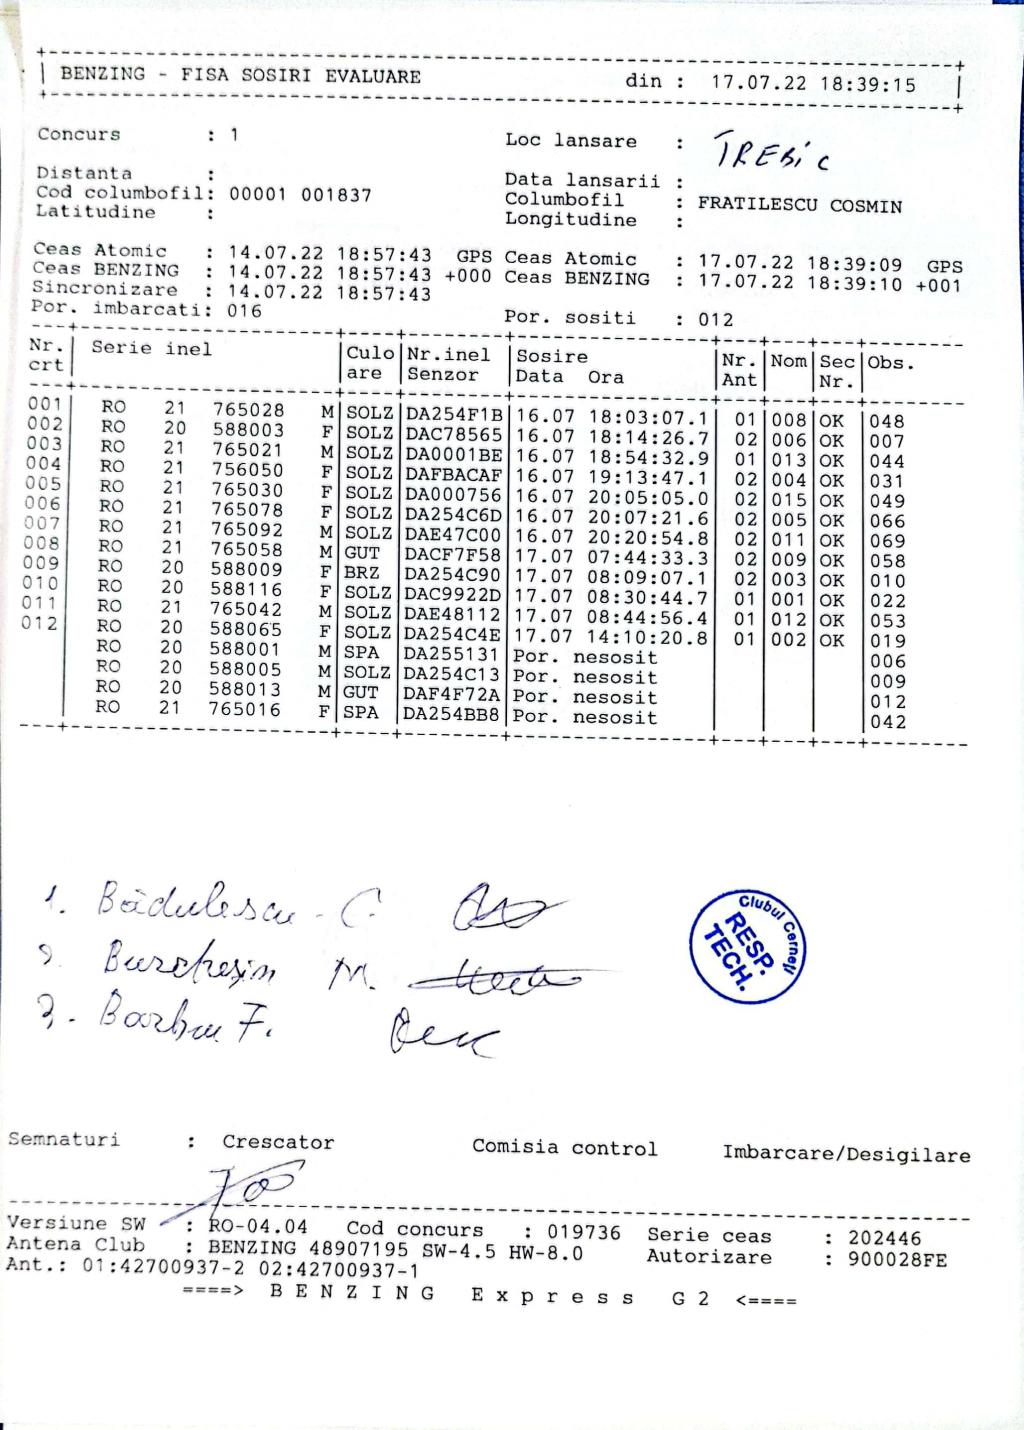 BENZING - FISA SOSIRI EVALUARE din : 17.07.22 18:39:15
Concurs : 1 Loc lansare : TREBIC
Distanta : Data lansarii :
Cod columbofil: 00001 001837 Columbofil : FRATILESCU COSMIN
Latitudine : Longitudine :
Ceas Atomic : 14.07.22 18:57:43 GPS Ceas Atomic : 17.07.22 18:39:09 GPS
Ceas BENZING : 14.07.22 18:57:43 +000 Ceas BENZING : 17.07.22 18:39:10 +001
Sincronizare : 14.07.22 18:57:43
Por. imbarcati: 016 Por. sositi : 012
Nr. Serie inel Culo Nr.inel Sosire Nr. Nom Sec Obs.
crt are Senzor Data Ora Ant Nr.
001 RO 21 765028 M SOLZ DA254F1B 16.07 18:03:07.1 01 008 OK 048
002 RO 20 588003 F SOLZ DAC78565 16.07 18:14:26.7 02 006 OK 007
003 RO 21 765021 M SOLZ DA0001BE 16.07 18:54:32.9 01 013 OK 044
004 RO 21 756050 F SOLZ DAFBACAF 16.07 19:13:47.1 02 004 OK 031
005 RO 21 765030 F SOLZ DA000756 16.07 20:05:05.0 02 015 OK 049
006 RO 21 765078 F SOLZ DA254C6D 16.07 20:07:21.6 02 005 OK 066
007 RO 21 765092 M SOLZ DAE47C00 16.07 20:20:54.8 02 011 OK 069
008 RO 21 765058 M GUT DACF7F58 17.07 07:44:33.3 02 009 OK 058
009 RO 20 588009 F BRZ DA254C90 17.07 08:09:07.1 02 003 OK 010
010 RO 20 588116 F SOLZ DAC9922D 17.07 08:30:44.7 01 001 OK 022
011 RO 21 765042 M SOLZ DAE48112 17.07 08:44:56.4 01 012 OK 053
012 RO 20 588065 F SOLZ DA254C4E 17.07 14:10:20.8 01 002 OK 019
RO 20 588001 M SPA DA255131 Por. nesosit 006
RO 20 588005 M SOLZ DA254C13 Por. nesosit 009
RO 20 588013 M GUT DAF4F72A Por. nesosit 012
RO 21 765016 F SPA DA254BB8 Por. nesosit 042
1. Bădulescu C.
2. M.
3. Barbu F.
Clubul Cerneți
RESP.
TECH.
Semnaturi : Crescator Comisia control Imbarcare/Desigilare
Versiune SW : RO-04.04 Cod concurs : 019736 Serie ceas : 202446
Antena Club : BENZING 48907195 SW-4.5 HW-8.0 Autorizare : 900028FE
Ant.: 01:42700937-2 02:42700937-1
====> BENZING Express G2 <====